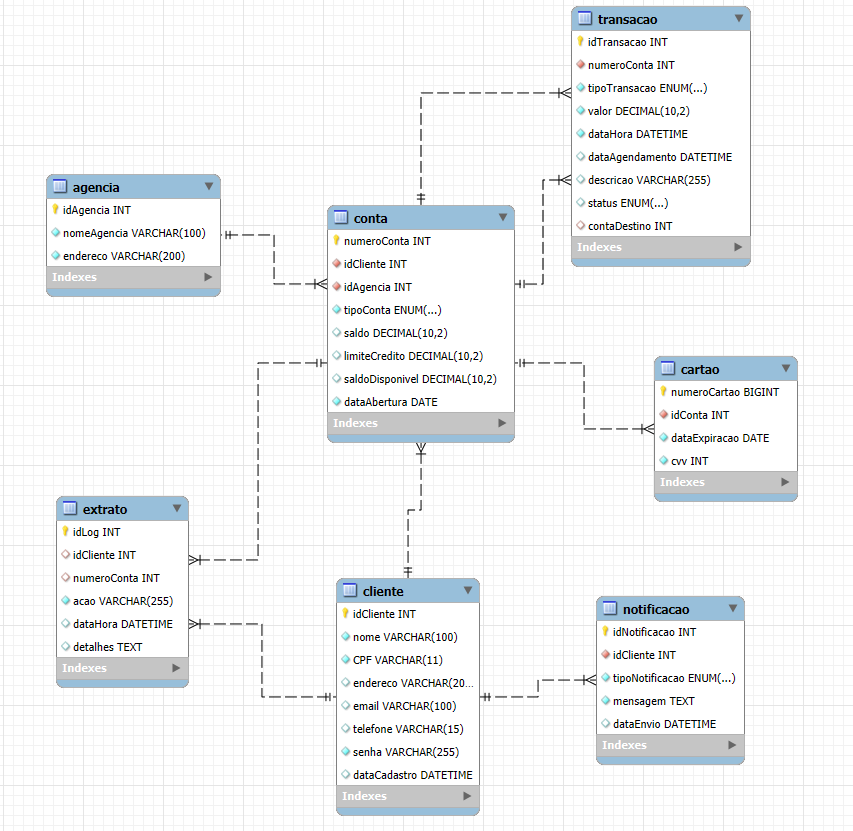 transacao
idTransacao INT
numeroConta INT
tipoTransacao ENUM(...)
valor DECIMAL(10,2)
dataHora DATETIME
dataAgendamento DATETIME
descricao VARCHAR(255)
status ENUM(...)
contaDestino INT
Indexes
agencia
idAgencia INT
nomeAgencia VARCHAR(100)
endereco VARCHAR(200)
Indexes
conta
numeroConta INT
idCliente INT
idAgencia INT
tipoConta ENUM(...)
saldo DECIMAL(10,2)
limiteCredito DECIMAL(10,2)
saldoDisponivel DECIMAL(10,2)
dataAbertura DATE
Indexes
cartao
numeroCartao BIGINT
idConta INT
dataExpiracao DATE
cvv INT
Indexes
extrato
idLog INT
idCliente INT
numeroConta INT
acao VARCHAR(255)
dataHora DATETIME
detalhes TEXT
Indexes
cliente
idCliente INT
nome VARCHAR(100)
CPF VARCHAR(11)
endereco VARCHAR(20...
email VARCHAR(100)
telefone VARCHAR(15)
senha VARCHAR(255)
dataCadastro DATETIME
Indexes
notificacao
idNotificacao INT
idCliente INT
tipoNotificacao ENUM(...)
mensagem TEXT
dataEnvio DATETIME
Indexes